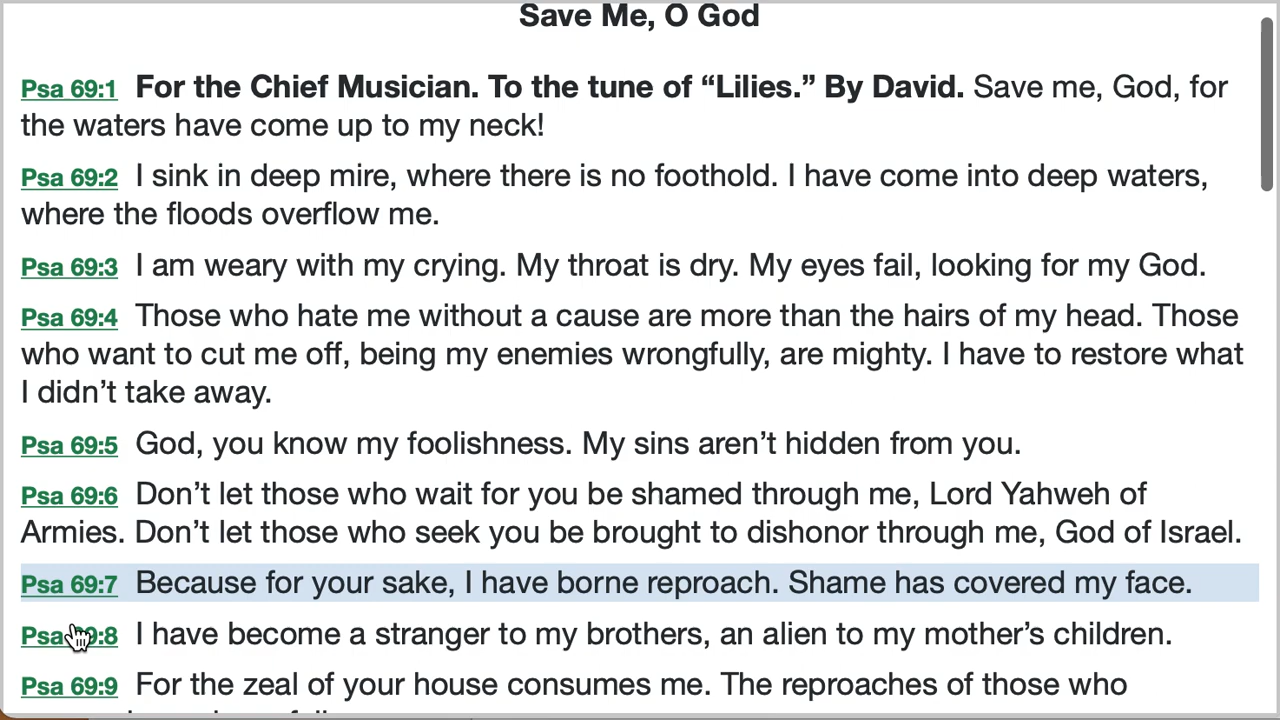 Save Me, O God
Psa 69:1 For the Chief Musician. To the tune of “Lilies.” By David. Save me, God, for
the waters have come up to my neck!
Psa 69:2 I sink in deep mire, where there is no foothold. I have come into deep waters,
where the floods overflow me.
Psa 69:3 I am weary with my crying. My throat is dry. My eyes fail, looking for my God.
Psa 69:4 Those who hate me without a cause are more than the hairs of my head. Those
who want to cut me off, being my enemies wrongfully, are mighty. I have to restore what
I didn’t take away.
Psa 69:5 God, you know my foolishness. My sins aren’t hidden from you.
Psa 69:6 Don’t let those who wait for you be shamed through me, Lord Yahweh of
Armies. Don’t let those who seek you be brought to dishonor through me, God of Israel.
Psa 69:7 Because for your sake, I have borne reproach. Shame has covered my face.
Psa 69:8 I have become a stranger to my brothers, an alien to my mother’s children.
Psa 69:9 For the zeal of your house consumes me. The reproaches of those who